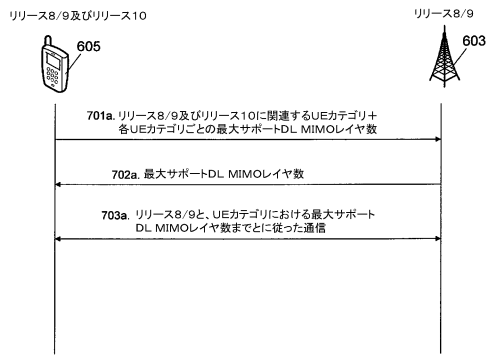 リリース8/9及びリリース10
リリース8/9
605
603
701a. リリース8/9及びリリース10に関連するUEカテゴリ+
各UEカテゴリごとの最大サポートDL MIMOレイヤ数
702a. 最大サポートDL MIMOレイヤ数
703a. リリース8/9と、UEカテゴリにおける最大サポート
DL MIMOレイヤ数までとに従った通信